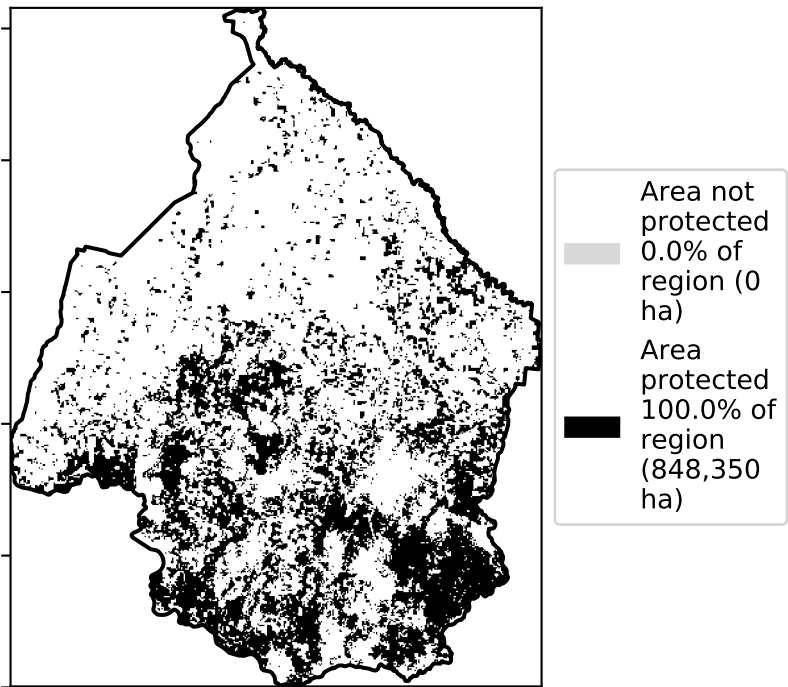 Area not
protected
0.0% of
region (0
ha)
Area
protected
100.0% of
region
(848,350
ha)